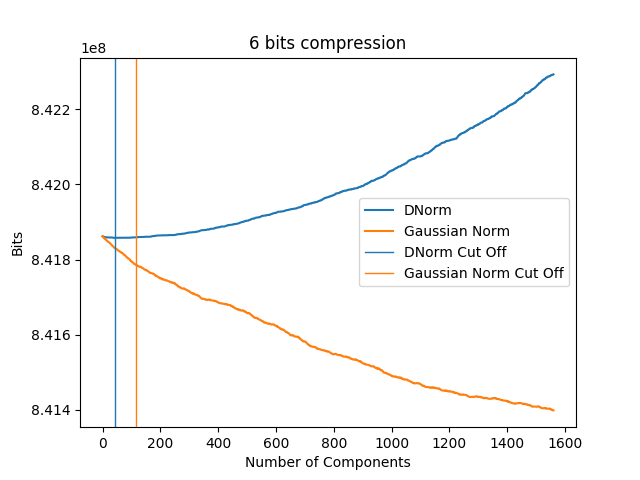 6 bits compression
1e8
8.422
8.420
8.418
8.416
8.414
Bits
DNorm
Gaussian Norm
DNorm Cut Off
Gaussian Norm Cut Off
0 200 400 600 800 1000 1200 1400 1600
Number of Components